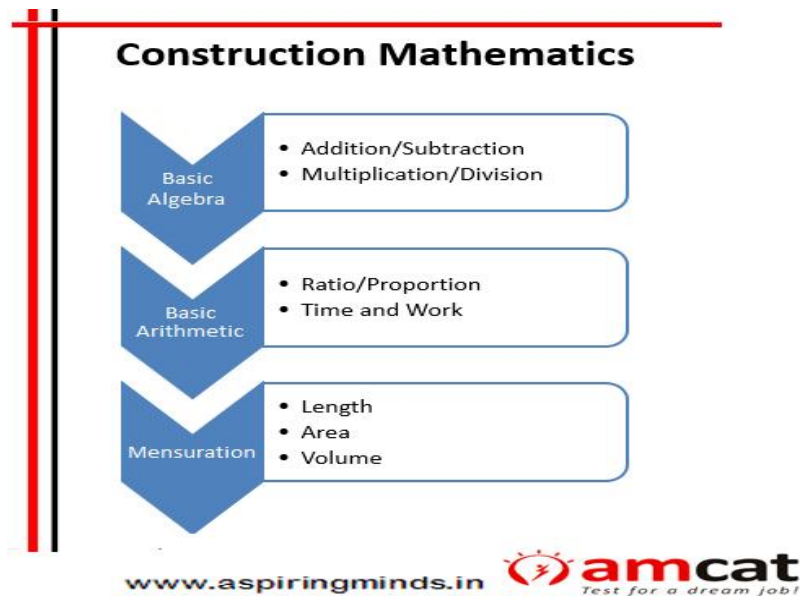 Construction Mathematics
Basic
Algebra
• Addition/Subtraction
• Multiplication/Division
Basic
Arithmetic
• Ratio/Proportion
• Time and Work
Mensuration
• Length
• Area
• Volume
www.aspiringminds.in
amcat
Test for a dream job!